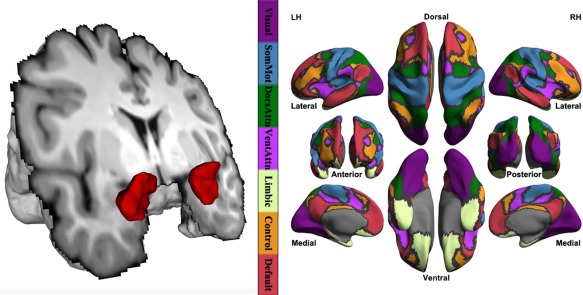 Visual
SomMot
DorsAttn
VentAttn
Limbic
Control
Default
LH
Dorsal
RH
Lateral
Lateral
Anterior
Posterior
Medial
Medial
Ventral